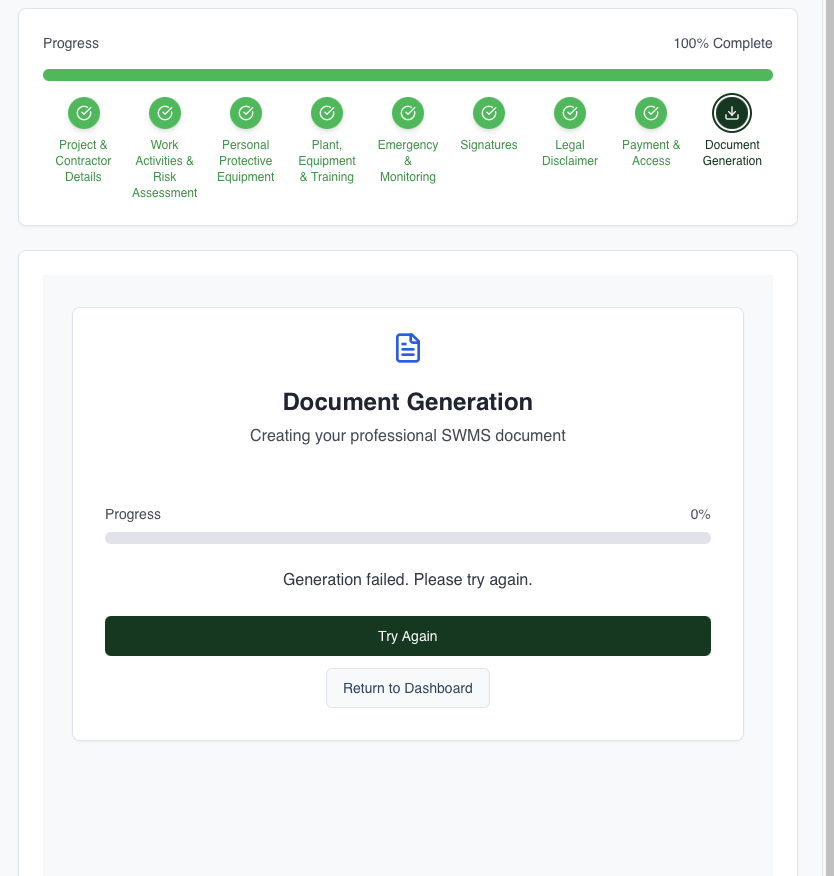 Progress
100% Complete
Project &
Contractor
Details
Work
Activities &
Risk
Assessment
Personal
Protective
Equipment
Plant,
Equipment
& Training
Emergency
&
Monitoring
Signatures
Legal
Disclaimer
Payment &
Access
Document
Generation
Document Generation
Creating your professional SWMS document
Progress
0%
Generation failed. Please try again.
Try Again
Return to Dashboard